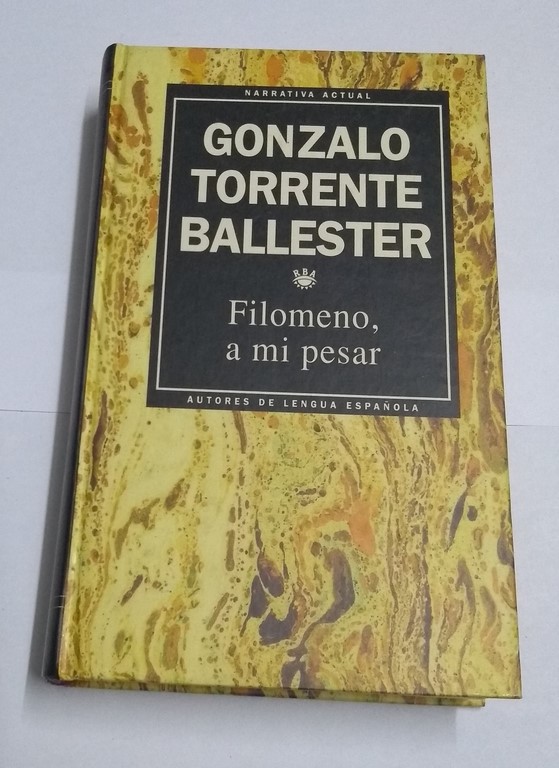 NARRATIVA ACTUAL
GONZALO
TORRENTE
BALLESTER
RBA
Filomeno,
a mi pesar
AUTORES DE LENGUA ESPAÑOLA